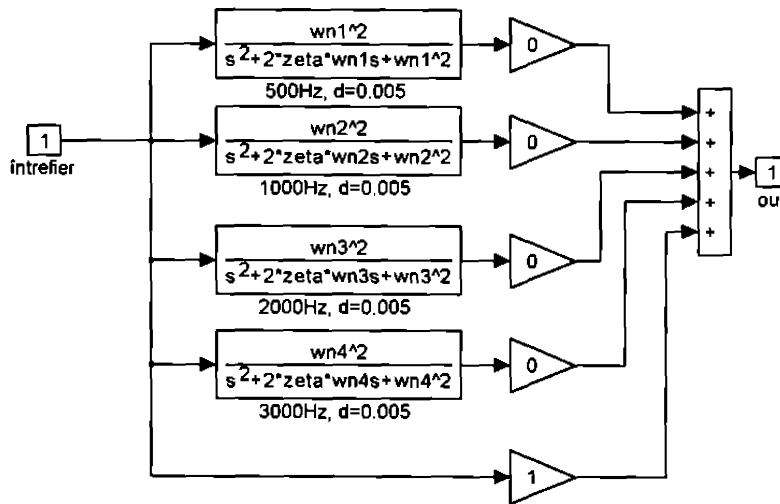 wn1^2
s^2+2*zeta*wn1s+wn1^2
0
500Hz, d=0.005
+
1
intrefier
wn2^2
s^2+2*zeta*wn2s+wn2^2
0
1000Hz, d=0.005
+
+
1
ou
wn3^2
s^2+2*zeta*wn3s+wn3^2
0
2000Hz, d=0.005
+
+
wn4^2
s^2+2*zeta*wn4s+wn4^2
0
3000Hz, d=0.005
1